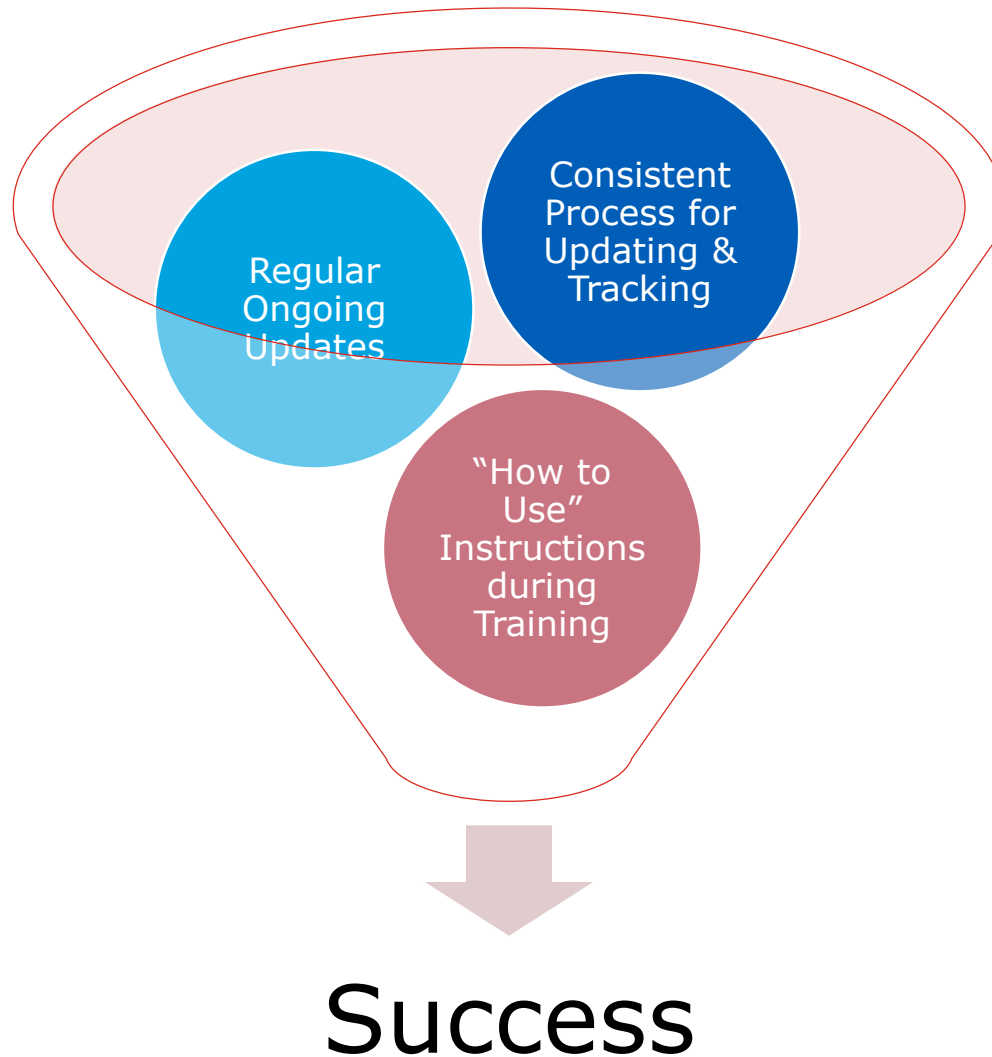 Regular
Ongoing
Updates
Consistent
Process for
Updating &
Tracking
“How to
Use”
Instructions
during
Training
Success